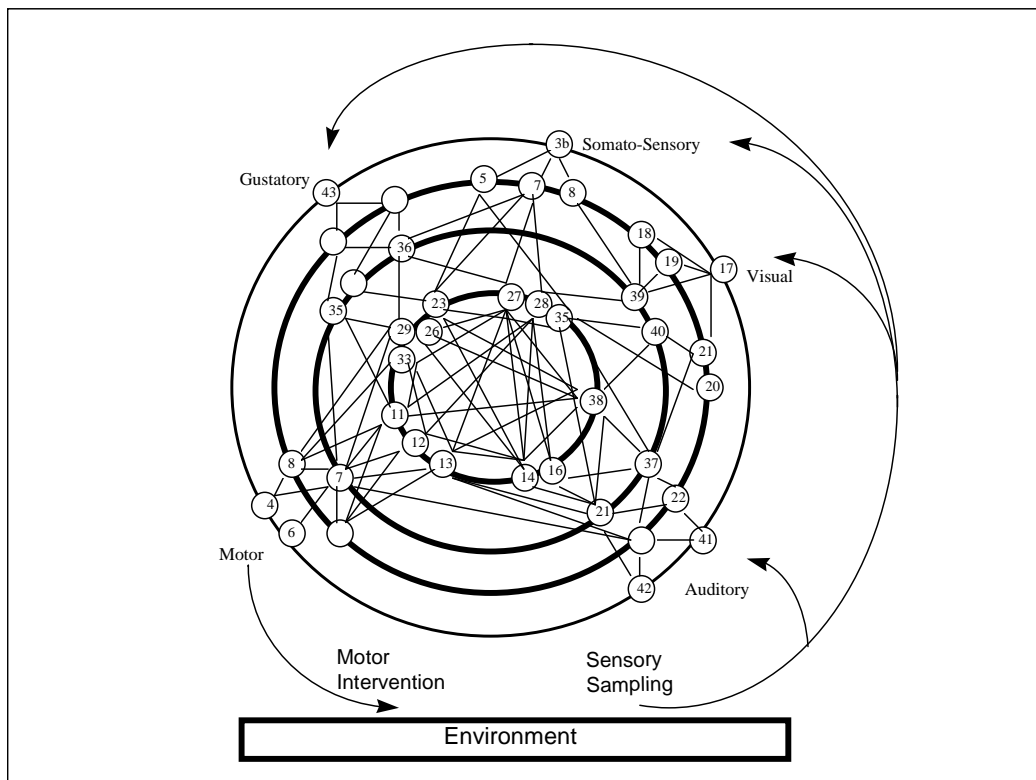 3b Somato-Sensory
5 7 8
Gustatory 43
18
36
19 17
Visual
27 28 39
23 35
35
29 26 40
33 21
20
38
11
12
13 16 37
8 7 14
22
4 21
6 41
Motor
42 Auditory
Motor
Intervention
Sensory
Sampling
Environment